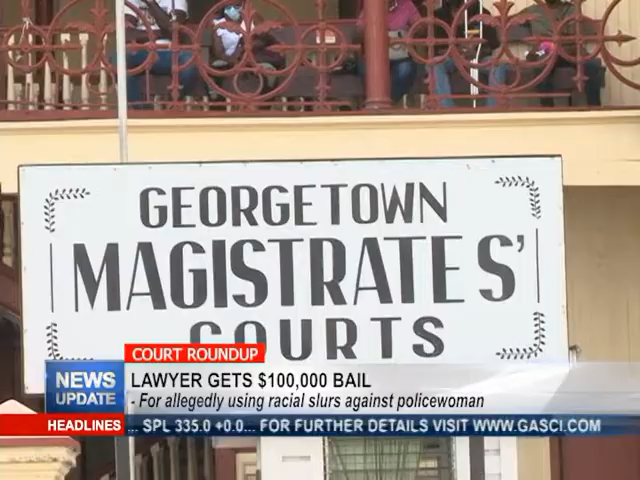 GEORGETOWN
MAGISTRATES'
COURTS
COURT ROUNDUP
NEWS
UPDATE
LAWYER GETS $100,000 BAIL
- For allegedly using racial slurs against policewoman
HEADLINES
... SPL 335.0 +0.0... FOR FURTHER DETAILS VISIT WWW.GASCI.COM